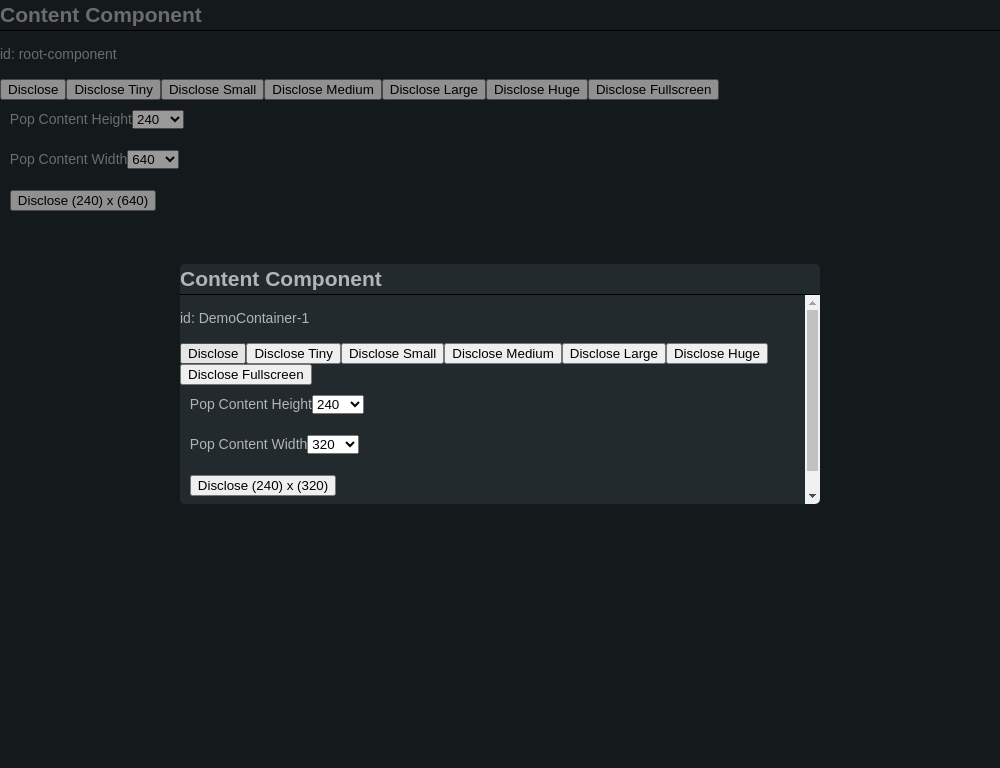 Content Component
id: root-component
Disclose Disclose Tiny Disclose Small Disclose Medium Disclose Large Disclose Huge Disclose Fullscreen
Pop Content Height 240
Pop Content Width 640
Disclose (240) x (640)
Content Component
id: DemoContainer-1
Disclose Disclose Tiny Disclose Small Disclose Medium Disclose Large Disclose Huge
Disclose Fullscreen
Pop Content Height 240
Pop Content Width 320
Disclose (240) x (320)